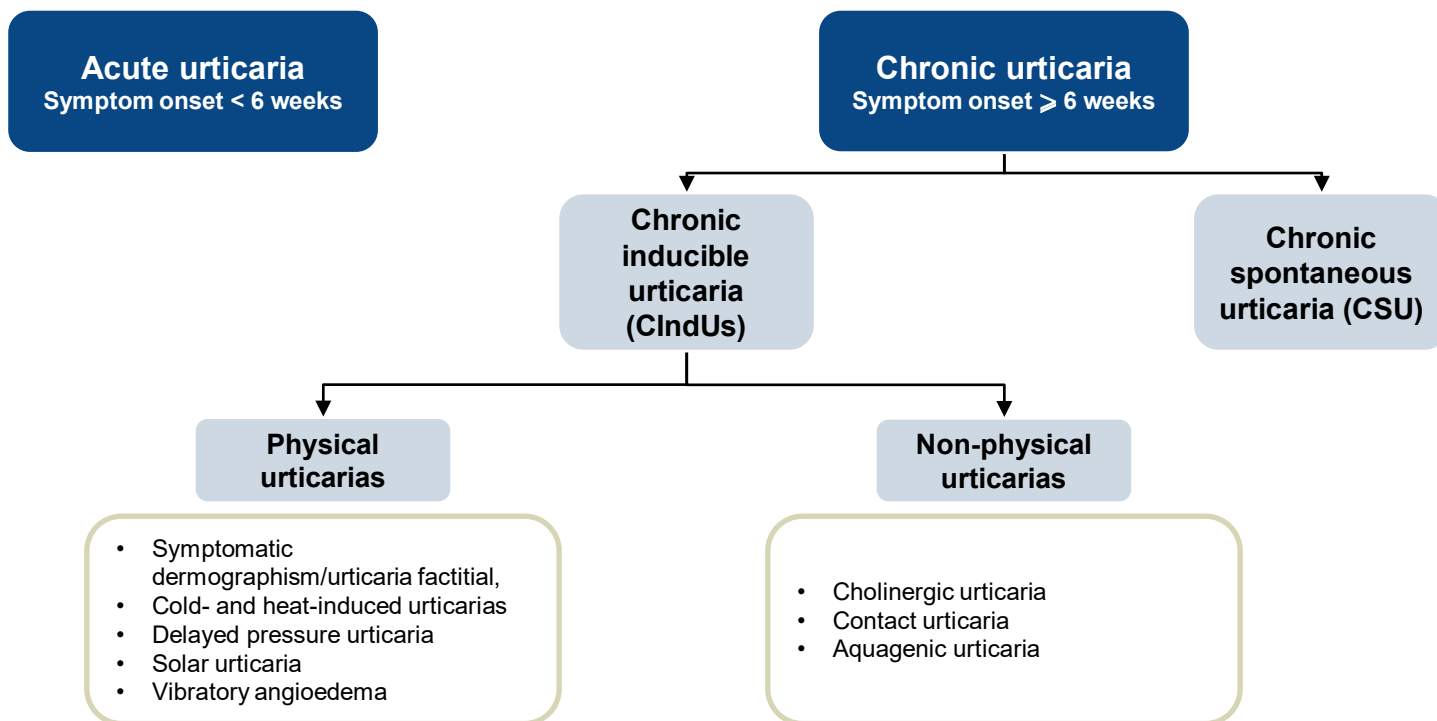 Acute urticaria
Symptom onset < 6 weeks
Chronic urticaria
Symptom onset ⩾ 6 weeks
Chronic
inducible
urticaria
(CIndUs)
Chronic
spontaneous
urticaria (CSU)
Physical
urticarias
Non-physical
urticarias
• Symptomatic
dermographism/urticaria factitial,
• Cold- and heat-induced urticarias
• Delayed pressure urticaria
• Solar urticaria
• Vibratory angioedema
• Cholinergic urticaria
• Contact urticaria
• Aquagenic urticaria